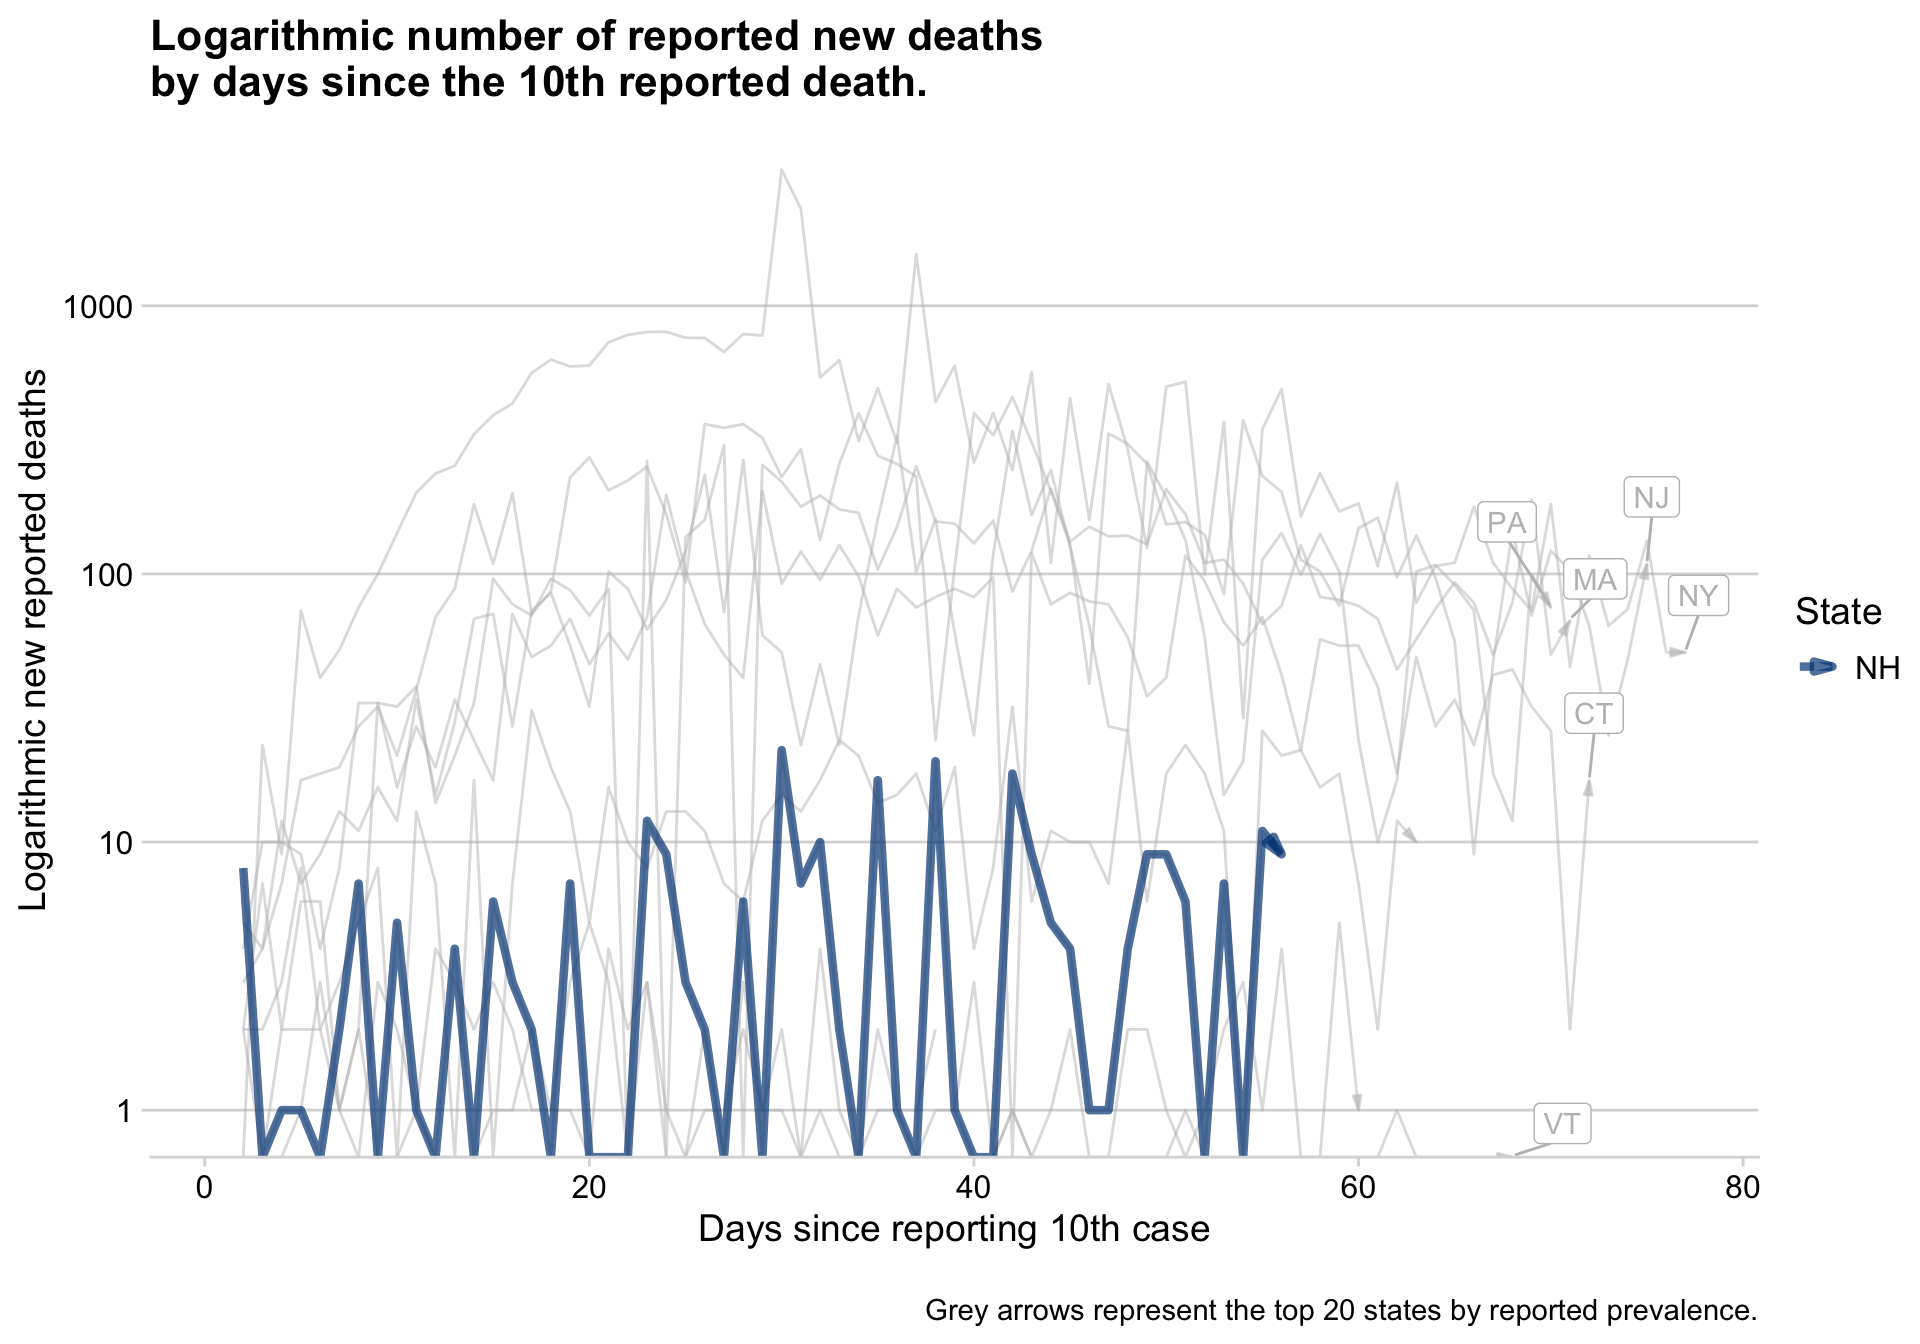 Logarithmic number of reported new deaths
by days since the 10th reported death.
Logarithmic new reported deaths
1000
100
10
1
PA
NJ
MA
NY
CT
VT
State
NH
0
20
40
60
80
Days since reporting 10th case
Grey arrows represent the top 20 states by reported prevalence.